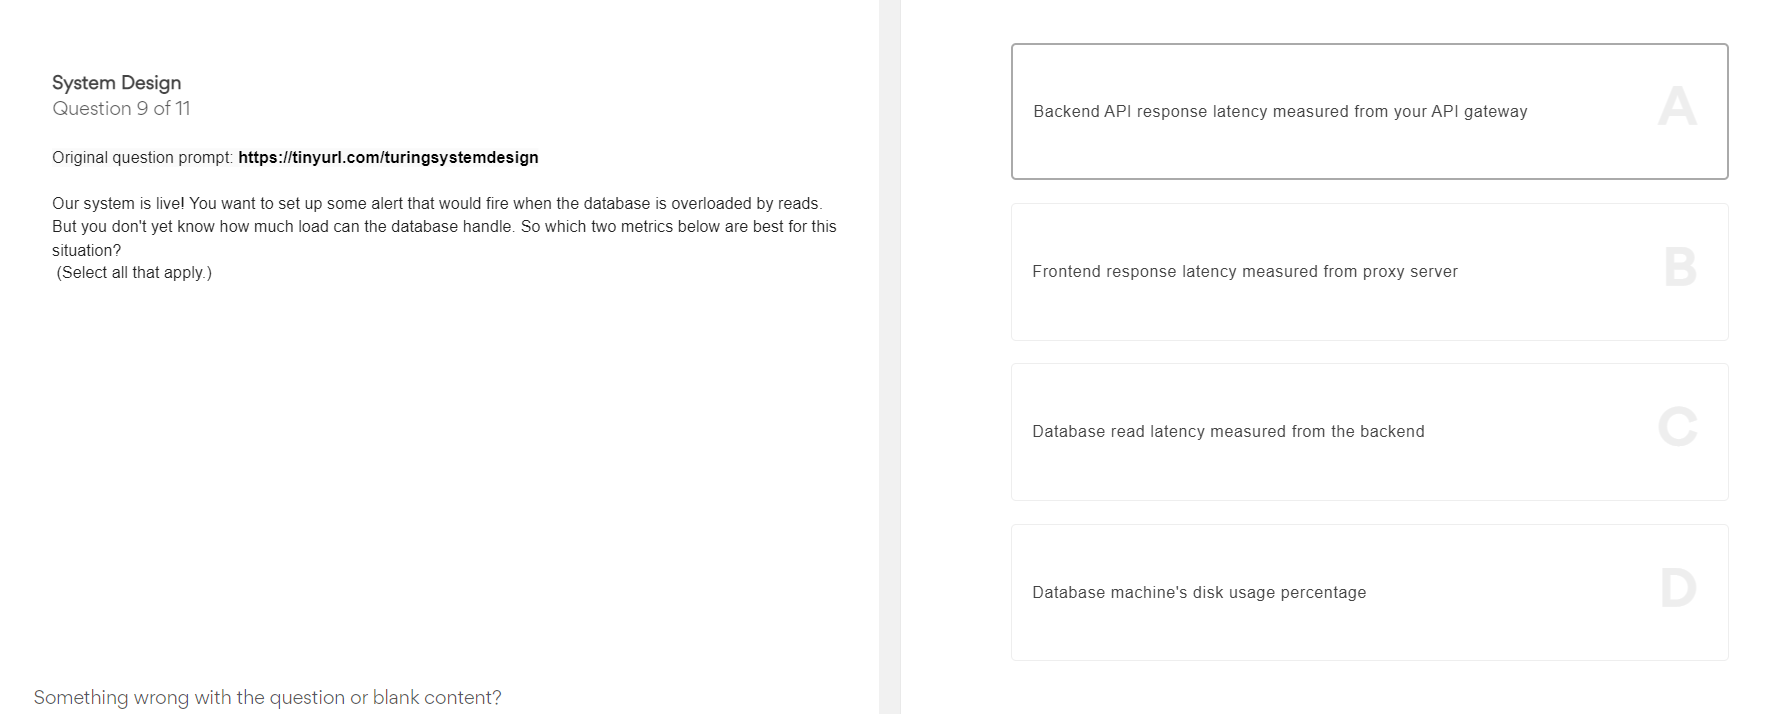 System Design
Question 9 of 11
Original question prompt: https://tinyurl.com/turingsystemdesign
Our system is live! You want to set up some alert that would fire when the database is overloaded by reads.
But you don't yet know how much load can the database handle. So which two metrics below are best for this
situation?
(Select all that apply.)
Something wrong with the question or blank content?
Backend API response latency measured from your API gateway
A
Frontend response latency measured from proxy server
B
Database read latency measured from the backend
C
Database machine's disk usage percentage
D